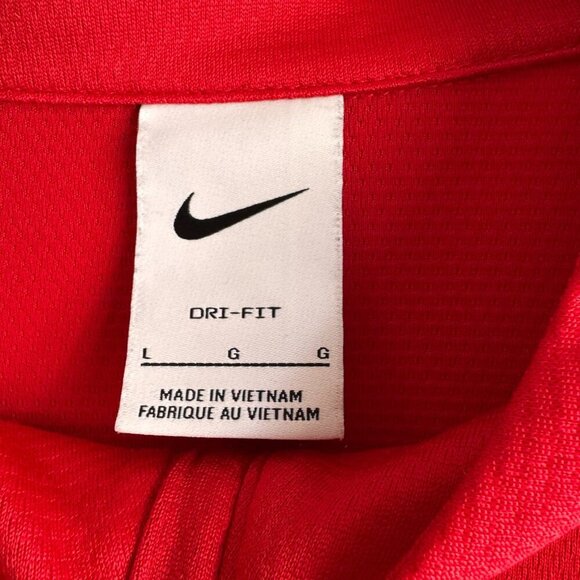 DRI-FIT
L G G
MADE IN VIETNAM
FABRIQUE AU VIETNAM